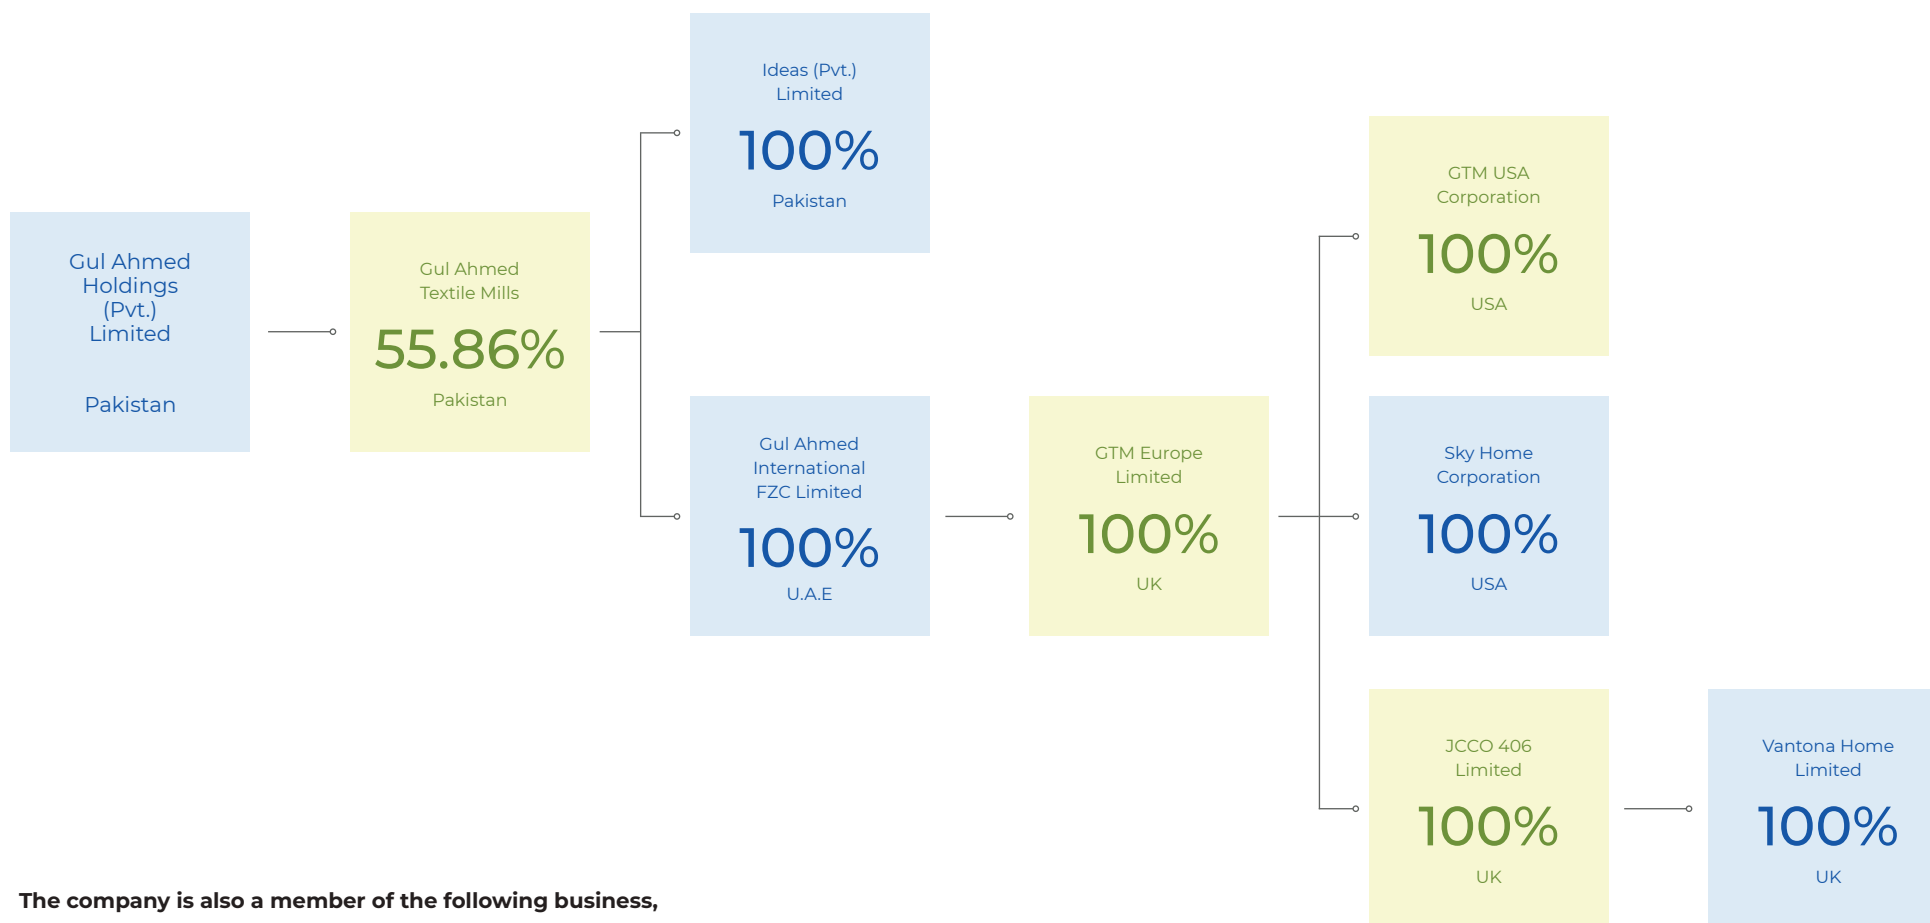 Gul Ahmed
Holdings
(Pvt.)
Limited
Pakistan
Gul Ahmed
Textile Mills
55.86%
Pakistan
Ideas (Pvt.)
Limited
100%
Pakistan
Gul Ahmed
International
FZC Limited
100%
U.A.E
GTM Europe
Limited
100%
UK
GTM USA
Corporation
100%
USA
Sky Home
Corporation
100%
USA
JCCO 406
Limited
100%
UK
Vantona Home
Limited
100%
UK
The company is also a member of the following business,